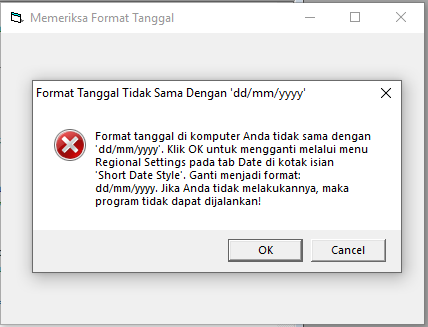 Memeriksa Format Tanggal
Format Tanggal Tidak Sama Dengan 'dd/mm/yyyy'
Format tanggal di komputer Anda tidak sama dengan
'dd/mm/yyyy'. Klik OK untuk mengganti melalui menu
Regional Settings pada tab Date di kotak isian
'Short Date Style'. Ganti menjadi format:
dd/mm/yyyy. Jika Anda tidak melakukannya, maka
program tidak dapat dijalankan!
OK
Cancel